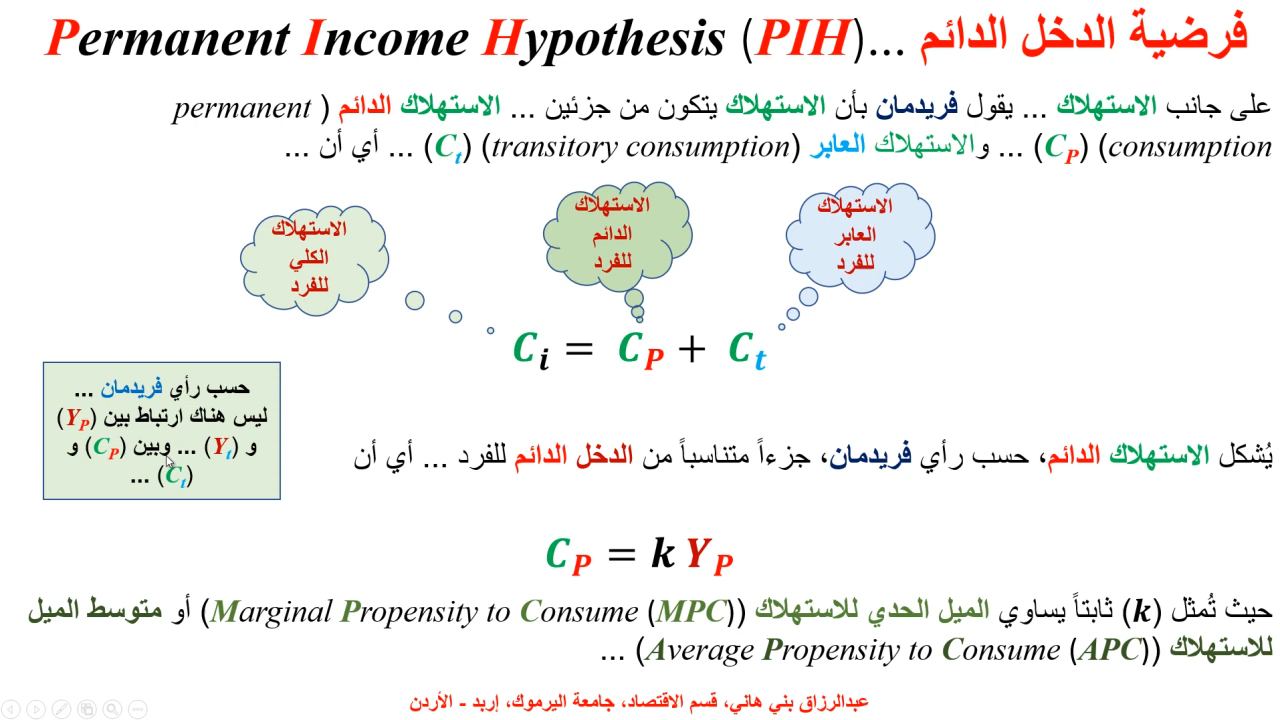 فرضية الدخل الدائم ... Permanent Income Hypothesis (PIH)
على جانب الاستهلاك ... يقول فريدمان بأن الاستهلاك يتكون من جزئين ... الاستهلاك الدائم (permanent
consumption) (CP) ... والاستهلاك العابر (transitory consumption) (Ct) ... أي أن ...
الاستهلاك
العابر
للفرد
الاستهلاك
الدائم
للفرد
الاستهلاك
الكلي
للفرد
Ci = CP + Ct
حسب رأي فريدمان ...
ليس هناك ارتباط بين (YP)
و (Yt) ... وبين (CP) و
(Ct) ...
يُشكل الاستهلاك الدائم، حسب رأي فريدمان، جزءاً متناسباً من الدخل الدائم للفرد ... أي أن
CP = k YP
حيث تُمثل (k) ثابتاً يساوي الميل الحدي للاستهلاك (Marginal Propensity to Consume (MPC)) أو متوسط الميل
للاستهلاك (Average Propensity to Consume (APC)) ...
عبدالرزاق بني هاني، قسم الاقتصاد، جامعة اليرموك، إربد - الأردن